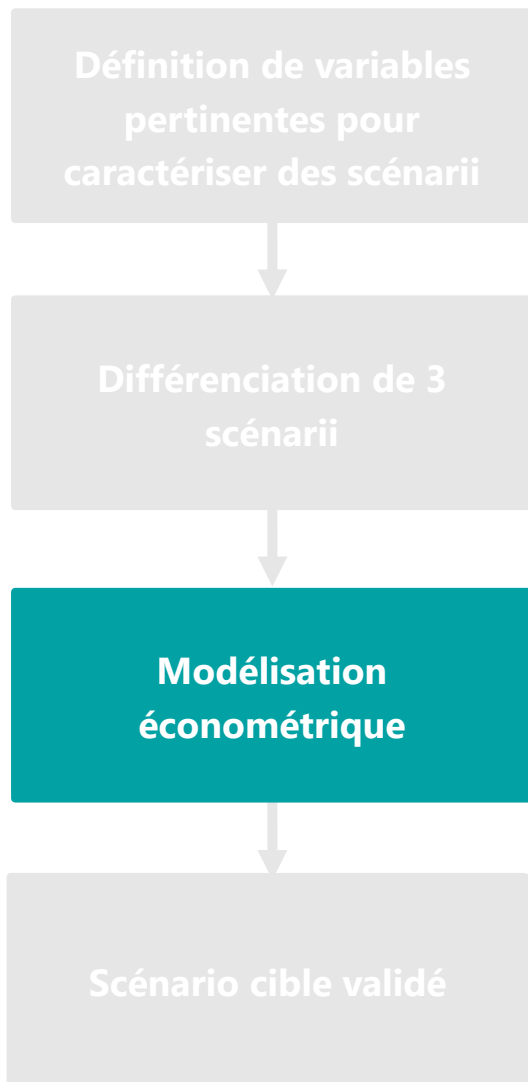 Définition de variables
pertinentes pour
caractériser des scénarii
Différenciation de 3
scénarii
Modélisation
économétrique
Scénario cible validé